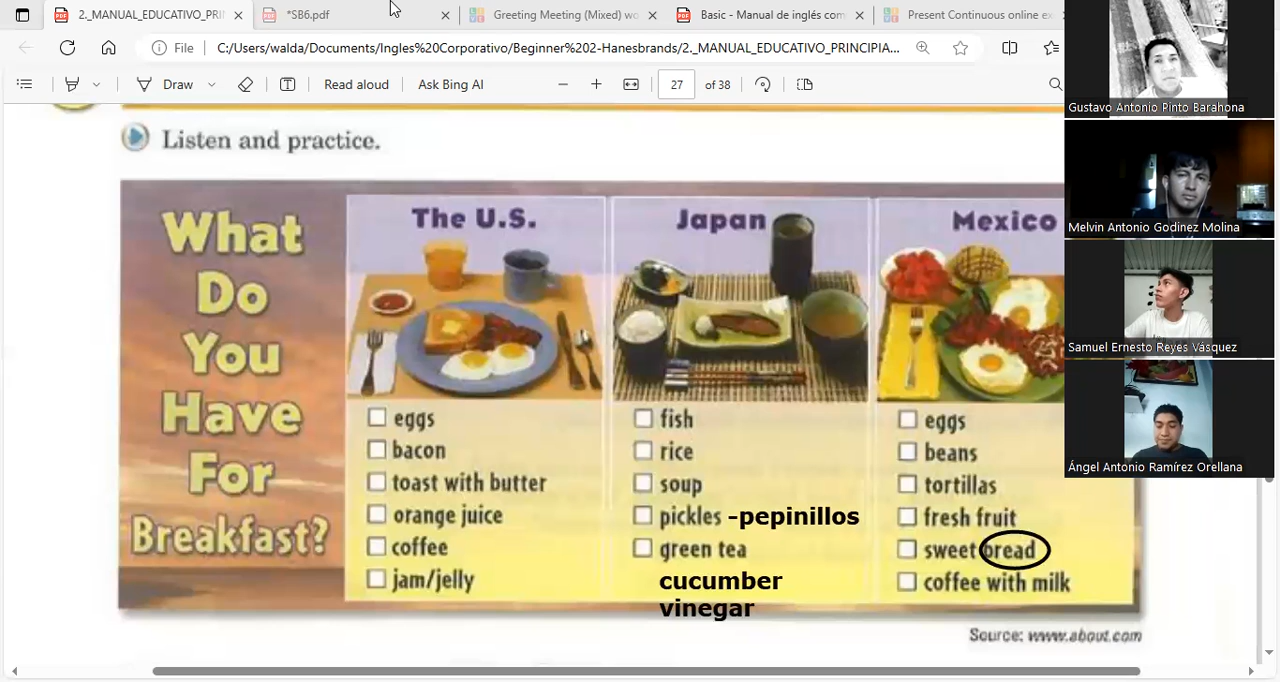 2._MANUAL_EDUCATIVO_PRIN
*SB6.pdf
Greeting Meeting (Mixed) wo
Basic - Manual de inglés com
Present Continuous online ex
File
C:/Users/walda/Documents/Ingles%20Corporativo/Beginner%202-Hanesbrands/2._MANUAL_EDUCATIVO_PRINCIPIA...
Draw
Read aloud
Ask Bing AI
27
of 38
Listen and practice.
What
Do
You
Have
For
Breakfast?
The U.S.
eggs
bacon
toast with butter
orange juice
coffee
jam/jelly
Japan
fish
rice
soup
pickles -pepinillos
green tea
cucumber
vinegar
Mexico
eggs
beans
tortillas
fresh fruit
sweet bread
coffee with milk
Source: www.about.com
Gustavo Antonio Pinto Barahona
Melvin Antonio Godinez Molina
Samuel Ernesto Reyes Vásquez
Ángel Antonio Ramírez Orellana